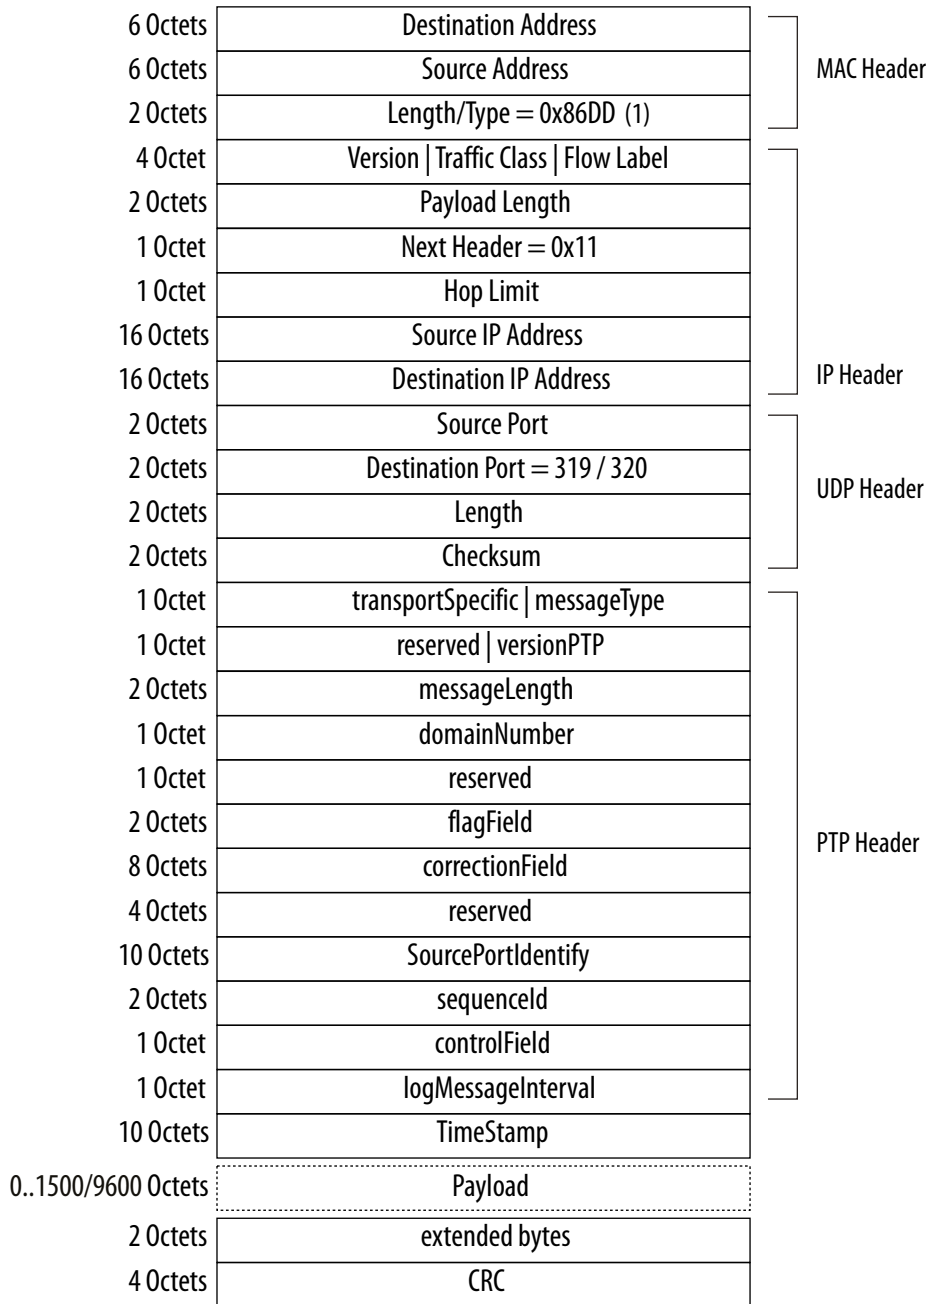 6 Octets Destination Address
6 Octets Source Address
MAC Header
2 Octets Length/Type = 0x86DD (1)
4 Octet Version | Traffic Class | Flow Label
2 Octets Payload Length
1 Octet Next Header = 0x11
1 Octet Hop Limit
16 Octets Source IP Address
16 Octets Destination IP Address
IP Header
2 Octets Source Port
2 Octets Destination Port = 319 / 320
UDP Header
2 Octets Length
2 Octets Checksum
1 Octet transportSpecific | messageType
1 Octet reserved | versionPTP
2 Octets messageLength
1 Octet domainNumber
1 Octet reserved
2 Octets flagField
PTP Header
8 Octets correctionField
4 Octets reserved
10 Octets SourcePortIdentify
2 Octets sequenceId
1 Octet controlField
1 Octet logMessageInterval
10 Octets TimeStamp
0..1500/9600 Octets Payload
2 Octets extended bytes
4 Octets CRC